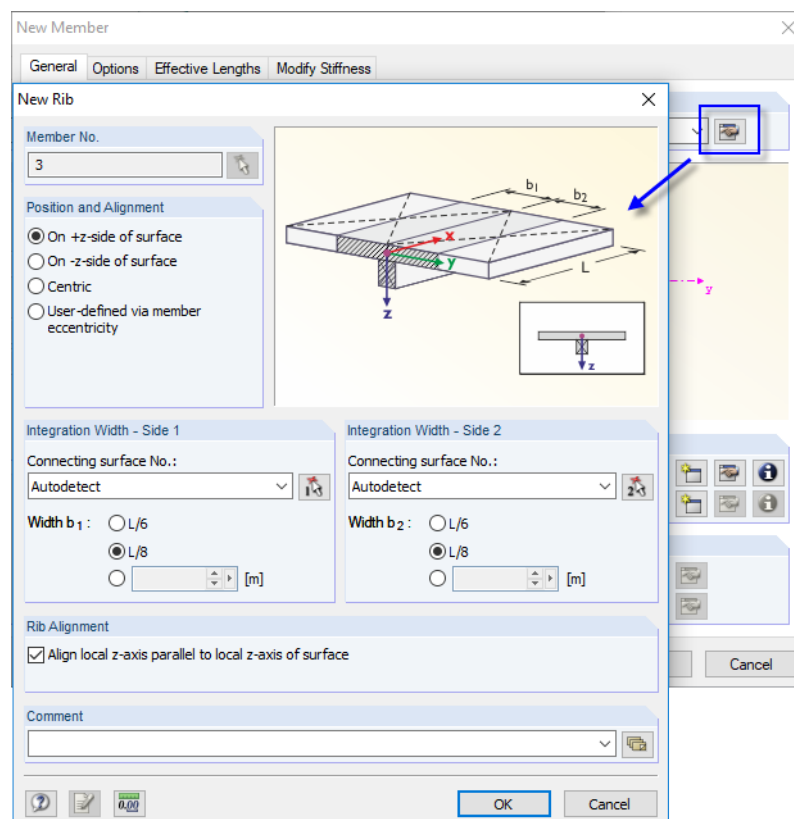 New Member
General Options Effective Lengths Modify Stiffness
New Rib
Member No.
3
Position and Alignment
On +z-side of surface
On -z-side of surface
Centric
User-defined via member
eccentricity
b1
b2
x
y
L
z
z
y
Integration Width - Side 1
Connecting surface No.:
Autodetect
1
Width b1 : L/6
L/8
[m]
Integration Width - Side 2
Connecting surface No.:
Autodetect
2
Width b2 : L/6
L/8
[m]
Rib Alignment
Align local z-axis parallel to local z-axis of surface
Cancel
Comment
0.00
OK Cancel